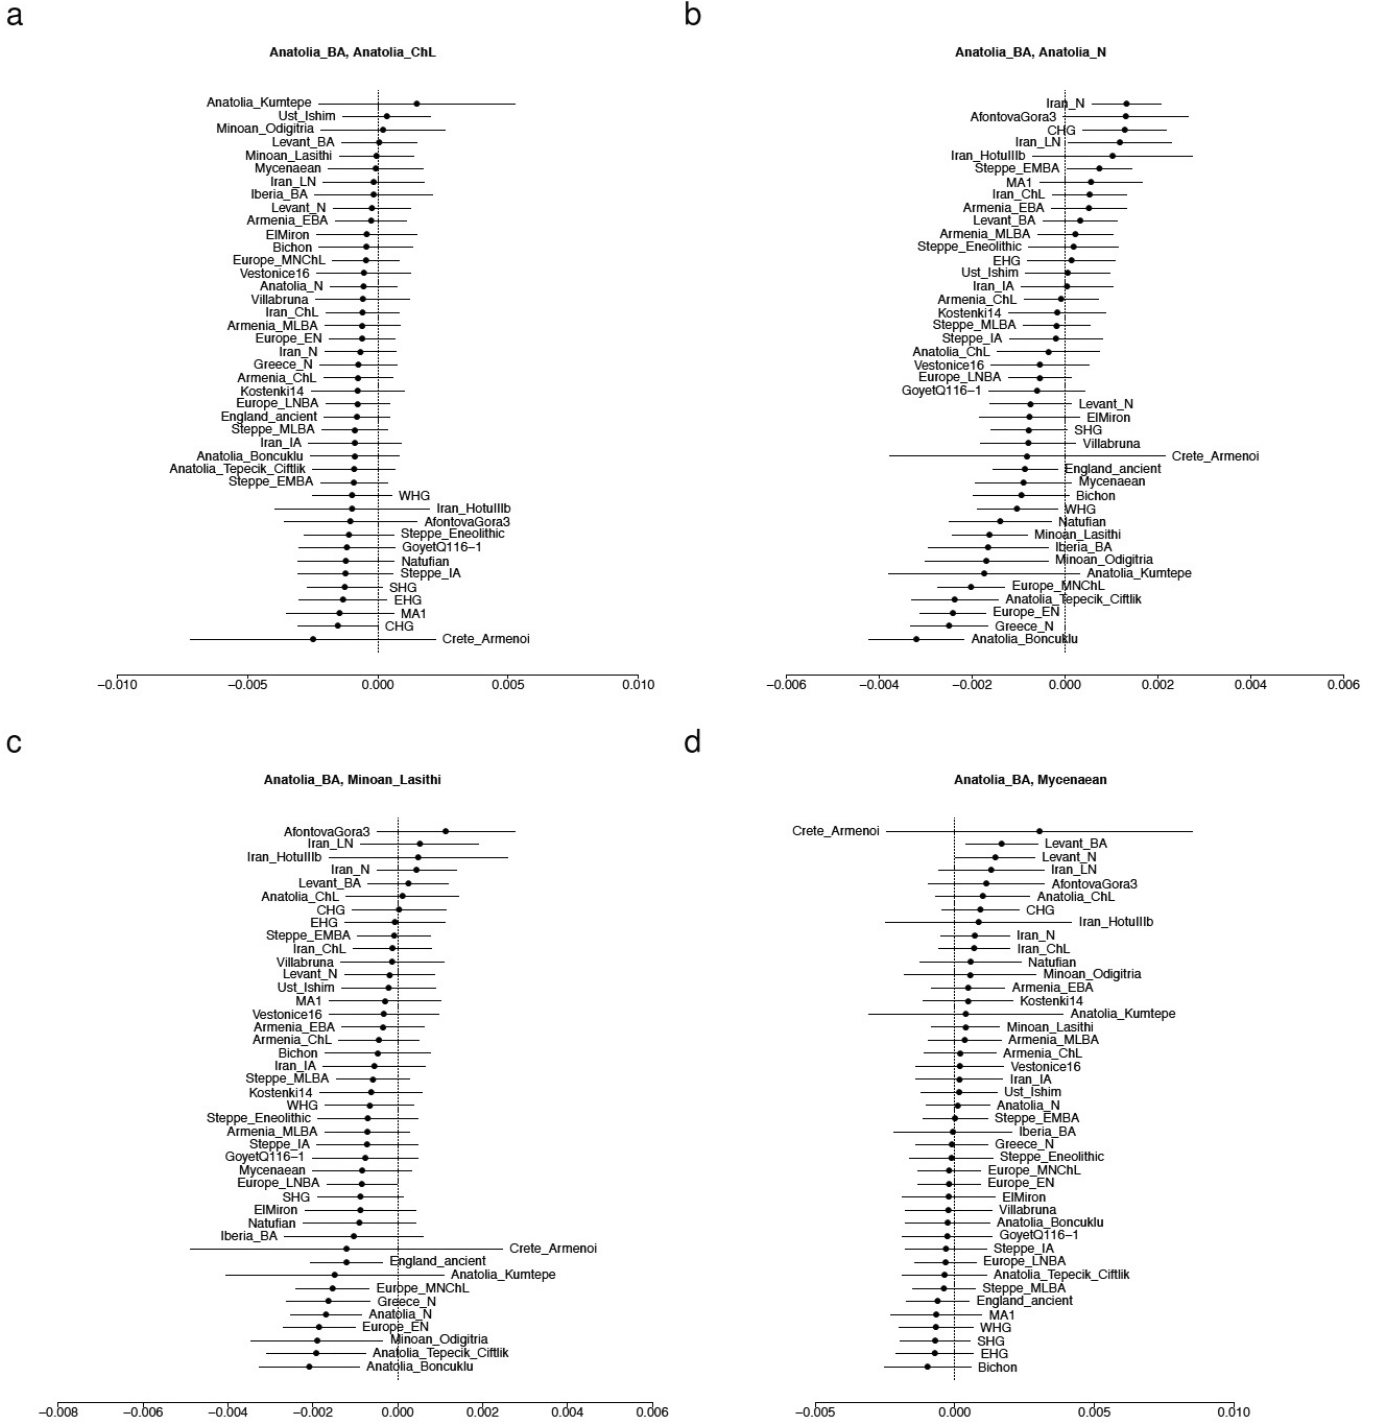 a
Anatolia_BA, Anatolia_ChL
Anatolia_Kumtepe
Ust_Ishim
Minoan_Odigitria
Levant_BA
Minoan_Lasithi
Mycenaean
Iran_LN
Iberia_BA
Levant_N
Armenia_EBA
ElMiron
Bichon
Europe_MNChL
Vestonice16
Anatolia_N
Villabruna
Iran_ChL
Armenia_MLBA
Europe_EN
Iran_N
Greece_N
Armenia_ChL
Kostenki14
Europe_LNBA
England_ancient
Steppe_MLBA
Iran_IA
Anatolia_Boncuklu
Anatolia_Tepecik_Ciftlik
Steppe_EMBA
WHG
Iran_HotuIIIb
AfontovaGora3
Steppe_Eneolithic
GoyetQ116−1
Natufian
Steppe_IA
SHG
EHG
MA1
CHG
Crete_Armenoi
−0.010 −0.005 0.000 0.005 0.010
b
Anatolia_BA, Anatolia_N
Iran_N
AfontovaGora3
CHG
Iran_LN
Iran_HotuIIIb
Steppe_EMBA
MA1
Iran_ChL
Armenia_EBA
Levant_BA
Armenia_MLBA
Steppe_Eneolithic
EHG
Ust_Ishim
Iran_IA
Armenia_ChL
Kostenki14
Steppe_MLBA
Steppe_IA
Anatolia_ChL
Vestonice16
Europe_LNBA
GoyetQ116−1
Levant_N
ElMiron
SHG
Villabruna
Crete_Armenoi
England_ancient
Mycenaean
Bichon
WHG
Natufian
Minoan_Lasithi
Iberia_BA
Minoan_Odigitria
Anatolia_Kumtepe
Europe_MNChL
Anatolia_Tepecik_Ciftlik
Europe_EN
Greece_N
Anatolia_Boncuklu
−0.006 −0.004 −0.002 0.000 0.002 0.004 0.006
c
Anatolia_BA, Minoan_Lasithi
AfontovaGora3
Iran_LN
Iran_HotuIIIb
Iran_N
Levant_BA
Anatolia_ChL
CHG
EHG
Steppe_EMBA
Iran_ChL
Villabruna
Levant_N
Ust_Ishim
MA1
Vestonice16
Armenia_EBA
Armenia_ChL
Bichon
Iran_IA
Steppe_MLBA
Kostenki14
WHG
Steppe_Eneolithic
Armenia_MLBA
Steppe_IA
GoyetQ116−1
Mycenaean
Europe_LNBA
SHG
ElMiron
Natufian
Iberia_BA
Crete_Armenoi
England_ancient
Anatolia_Kumtepe
Europe_MNChL
Greece_N
Anatolia_N
Europe_EN
Minoan_Odigitria
Anatolia_Tepecik_Ciftlik
Anatolia_Boncuklu
−0.008 −0.006 −0.004 −0.002 0.000 0.002 0.004 0.006
d
Anatolia_BA, Mycenaean
Crete_Armenoi
Levant_BA
Levant_N
Iran_LN
AfontovaGora3
Anatolia_ChL
CHG
Iran_HotuIIIb
Iran_N
Iran_ChL
Natufian
Minoan_Odigitria
Armenia_EBA
Kostenki14
Anatolia_Kumtepe
Minoan_Lasithi
Armenia_MLBA
Armenia_ChL
Vestonice16
Iran_IA
Ust_Ishim
Anatolia_N
Steppe_EMBA
Iberia_BA
Greece_N
Steppe_Eneolithic
Europe_MNChL
Europe_EN
ElMiron
Villabruna
Anatolia_Boncuklu
GoyetQ116−1
Steppe_IA
Europe_LNBA
Anatolia_Tepecik_Ciftlik
Steppe_MLBA
England_ancient
MA1
WHG
SHG
EHG
Bichon
−0.005 0.000 0.005 0.010